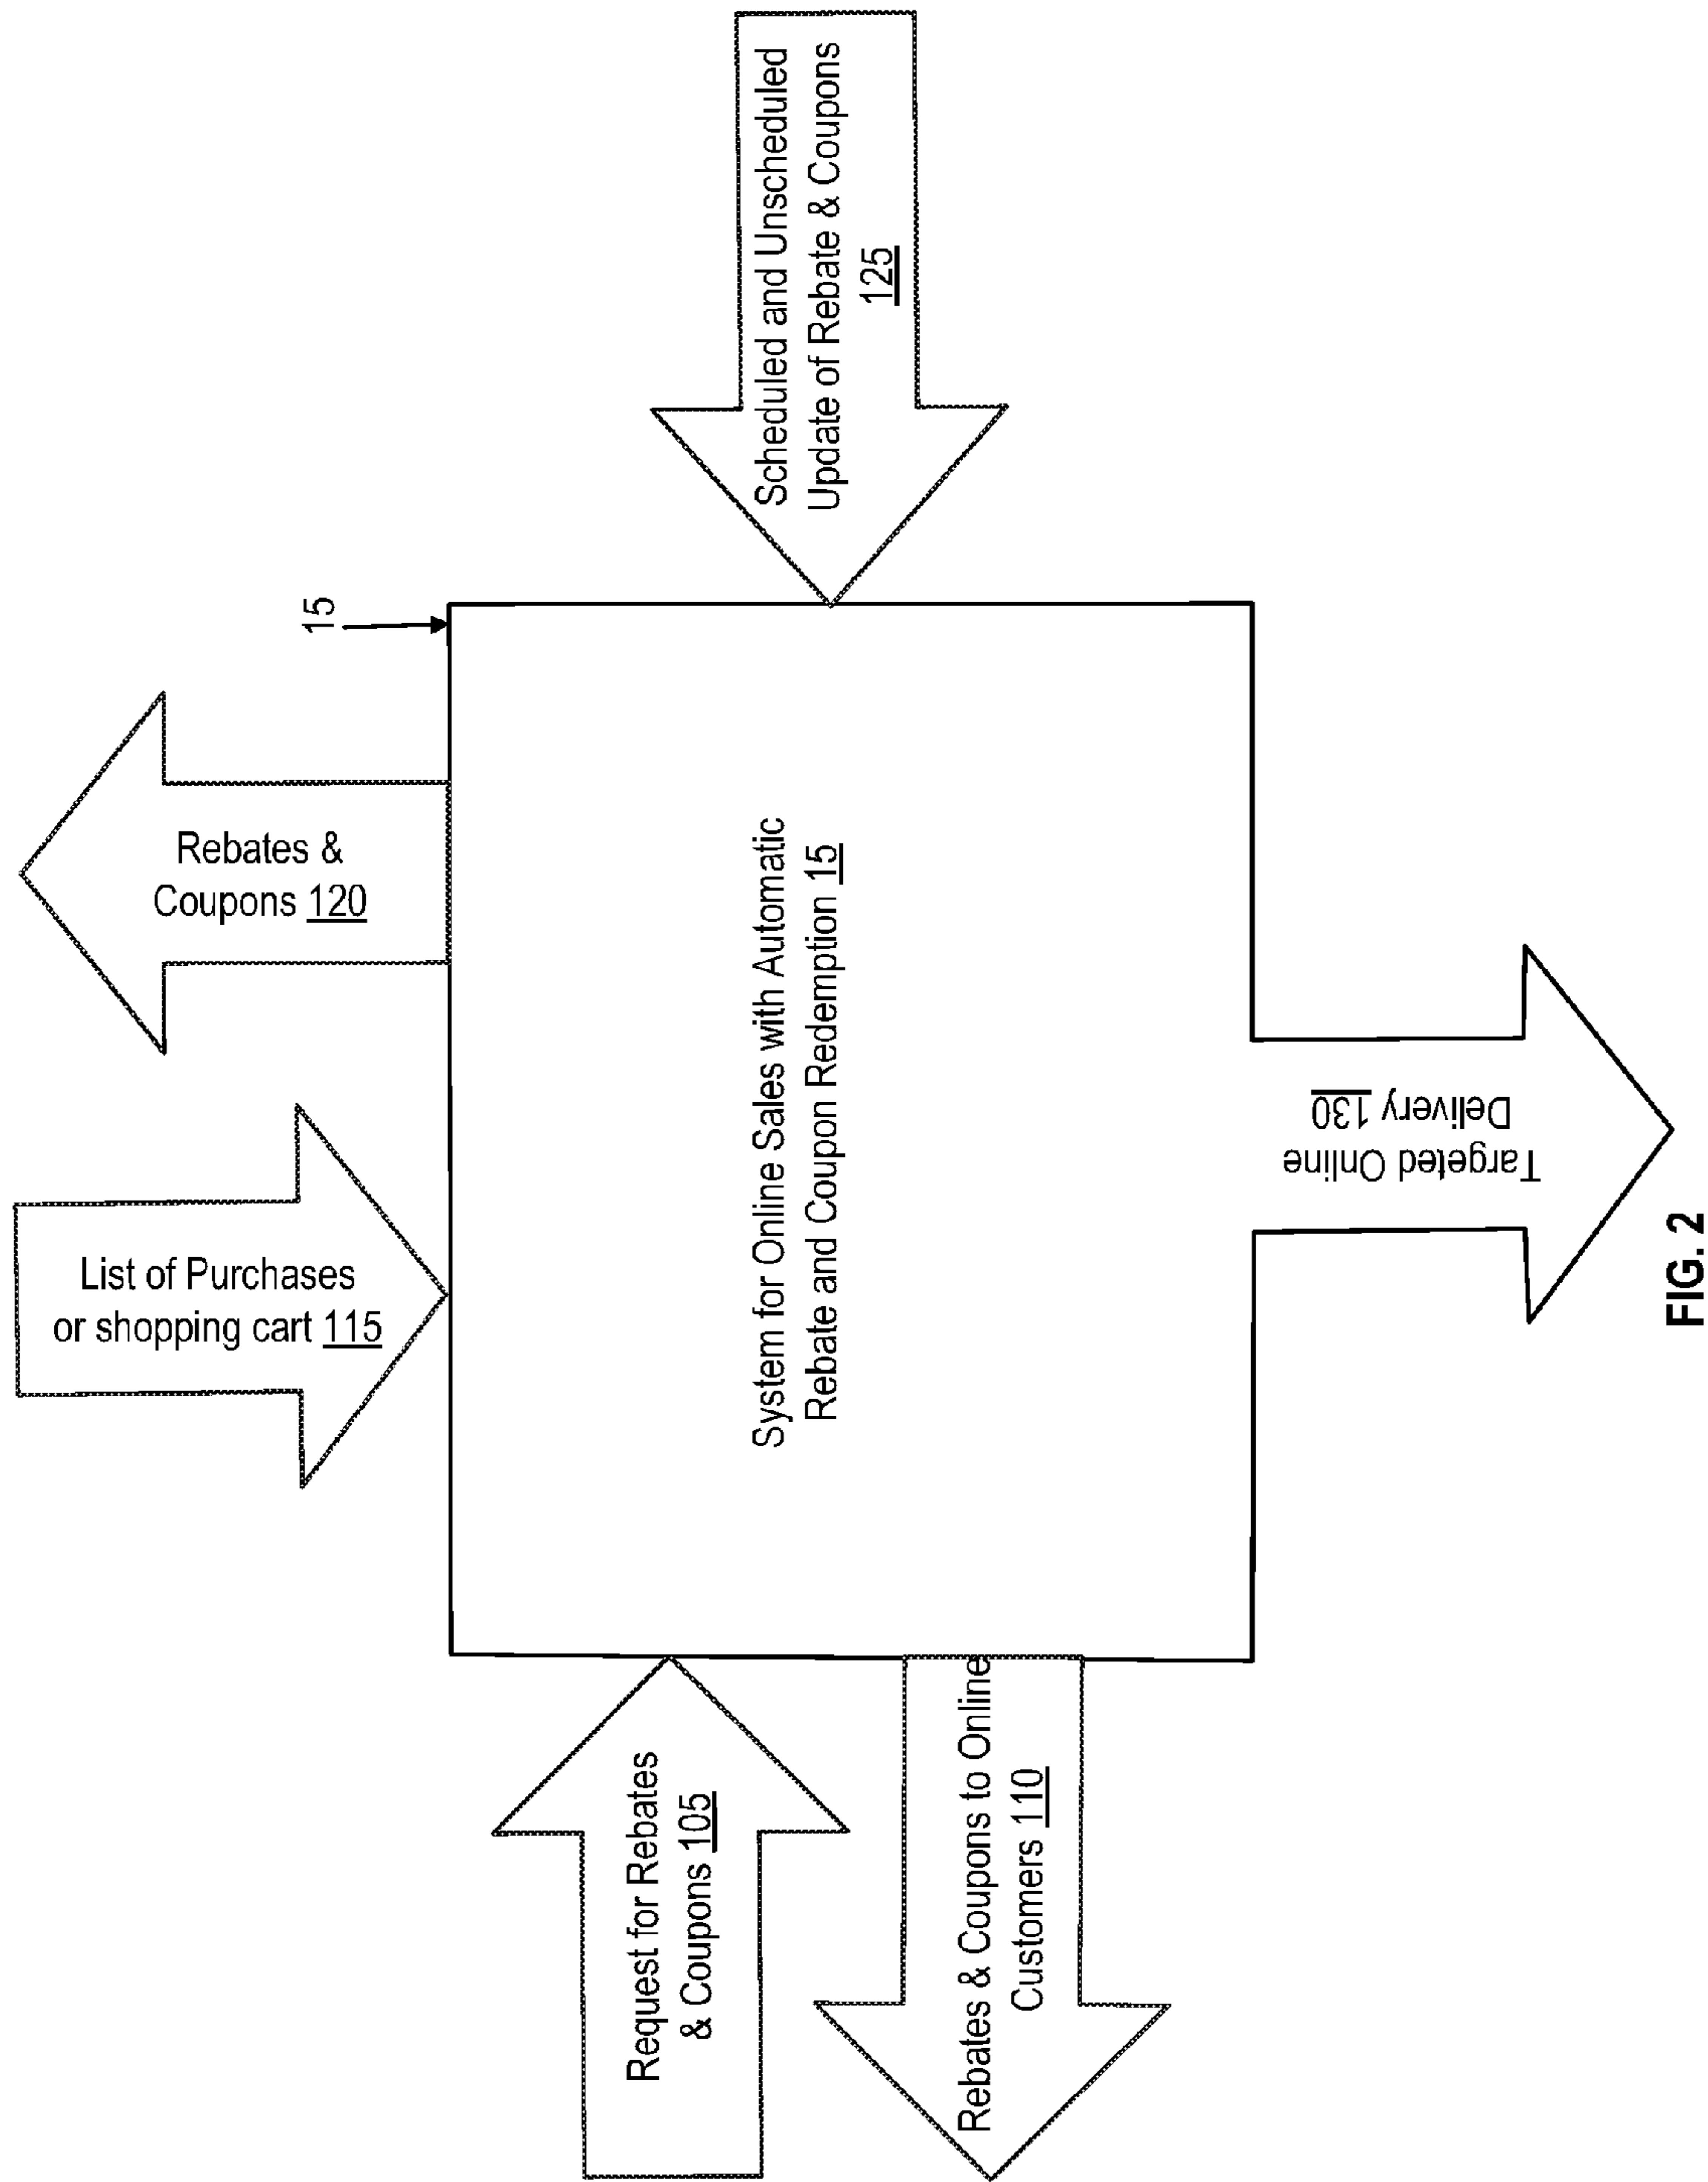 List of Purchases
or shopping cart 115
Rebates &
Coupons 120
15
Request for Rebates
& Coupons 105
Rebates & Coupons to Online
Customers 110
System for Online Sales with Automatic
Rebate and Coupon Redemption 15
Scheduled and Unscheduled
Update of Rebate & Coupons
125
Targeted Online
Delivery 130
FIG. 2